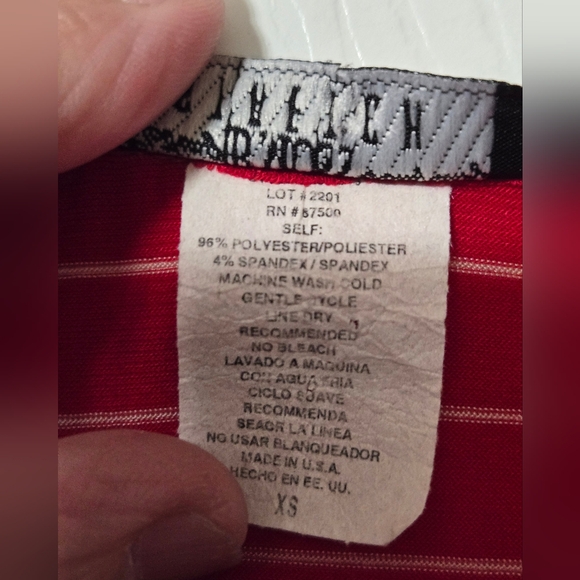 LOT # 2201
RN # 87500
SELF:
96% POLYESTER/POLIESTER
4% SPANDEX / SPANDEX
MACHINE WASH COLD
GENTLE CYCLE
LINE DRY
RECOMMENDED
NO BLEACH
LAVADO A MAQUINA
CON AGUA FRIA
CICLO SUAVE
RECOMMENDA
SEACR LA LINEA
NO USAR BLANQUEADOR
MADE IN U.S.A.
HECHO EN EE. UU.
XS